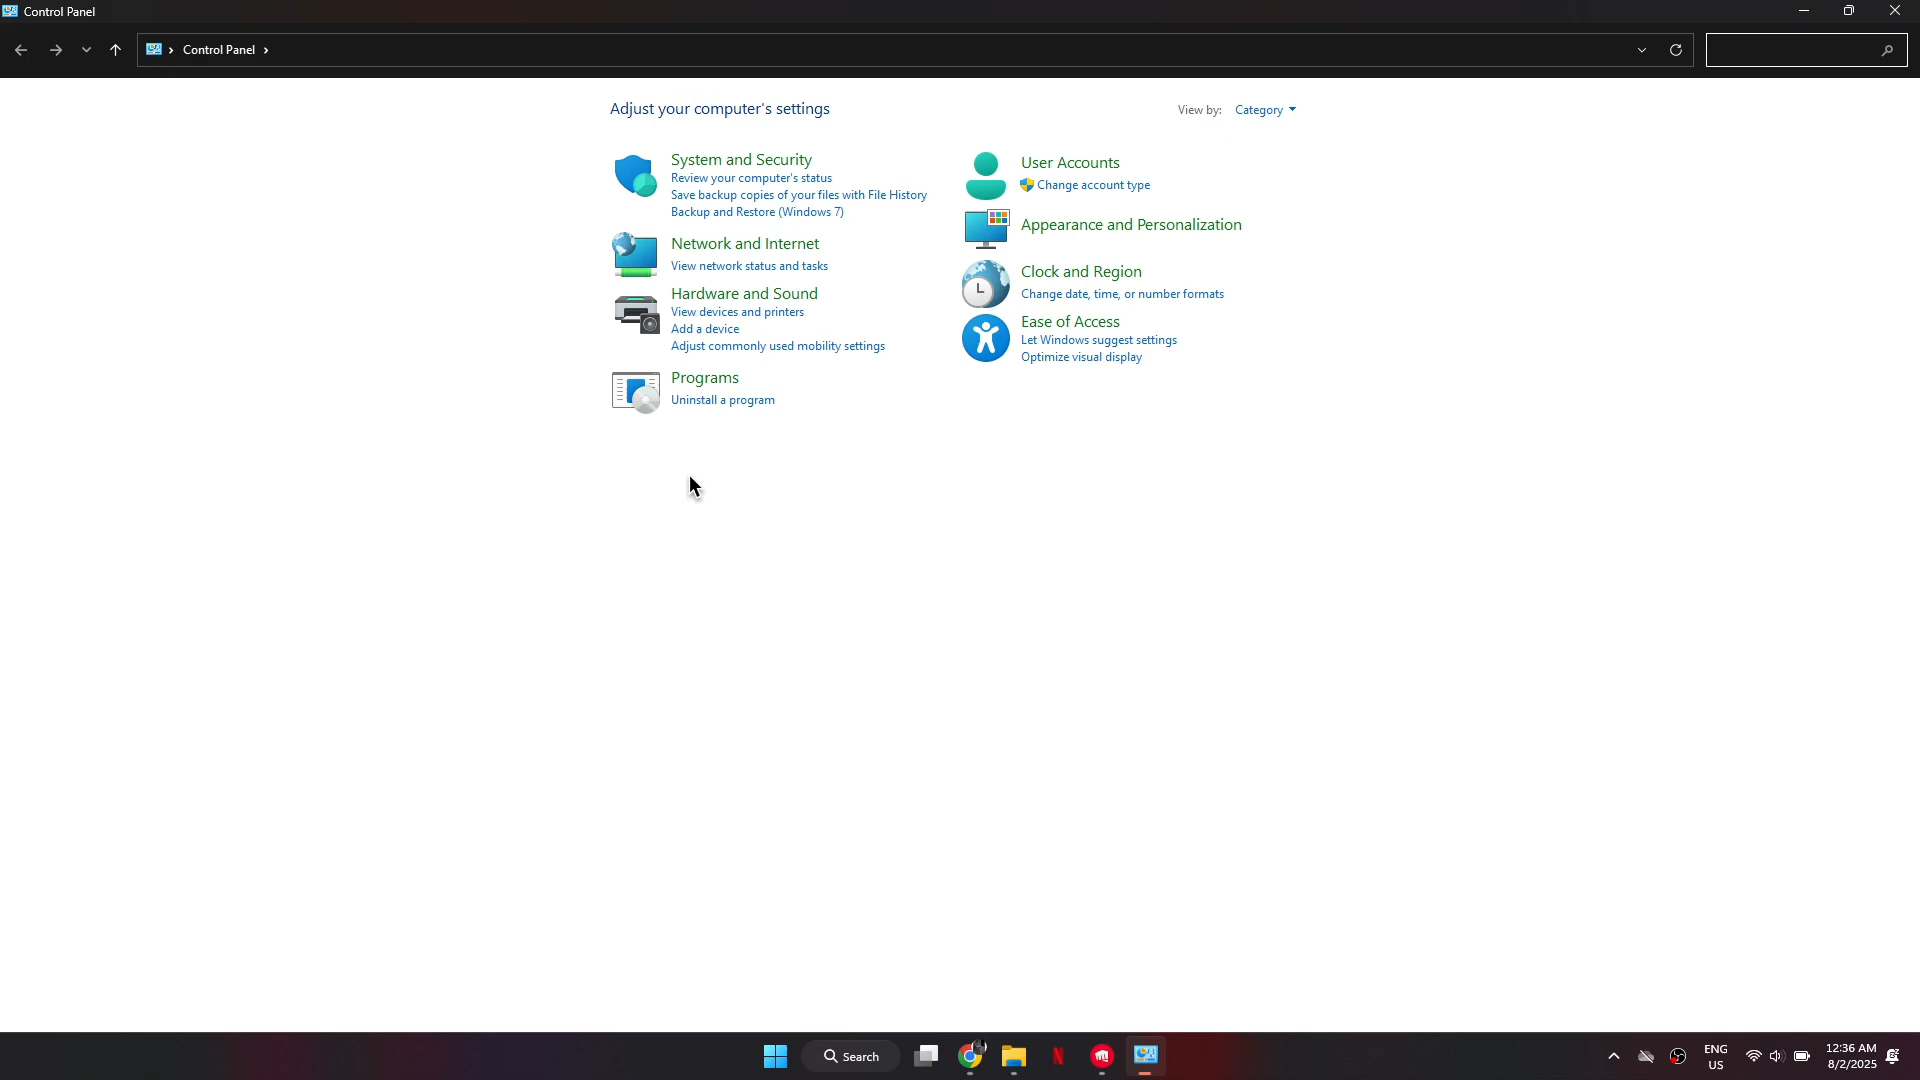 Control Panel
Control Panel
Adjust your computer's settings
View by: Category
System and Security
Review your computer's status
Save backup copies of your files with File History
Backup and Restore (Windows 7)
Network and Internet
View network status and tasks
Hardware and Sound
View devices and printers
Add a device
Adjust commonly used mobility settings
Programs
Uninstall a program
User Accounts
Change account type
Appearance and Personalization
Clock and Region
Change date, time, or number formats
Ease of Access
Let Windows suggest settings
Optimize visual display
Search
N
ENG
US
12:36 AM
8/2/2025